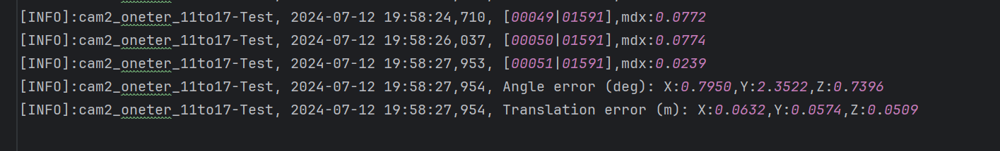 [INFO]:cam2_oneter_11to17-Test, 2024-07-12 19:58:24,710, [00049|01591],mdx:0.0772
[INFO]:cam2_oneter_11to17-Test, 2024-07-12 19:58:26,037, [00050|01591],mdx:0.0774
[INFO]:cam2_oneter_11to17-Test, 2024-07-12 19:58:27,953, [00051|01591],mdx:0.0239
[INFO]:cam2_oneter_11to17-Test, 2024-07-12 19:58:27,954, Angle error (deg): X:0.7950,Y:2.3522,Z:0.7396
[INFO]:cam2_oneter_11to17-Test, 2024-07-12 19:58:27,954, Translation error (m): X:0.0632,Y:0.0574,Z:0.0509